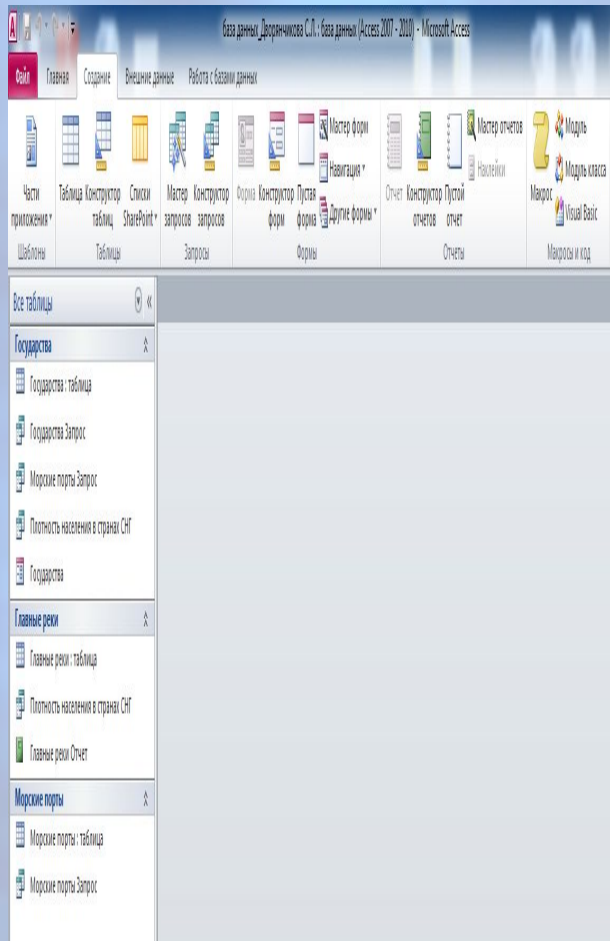 база данных_Дворянчикова С.Л. : база данных (Access 2007 - 2010) - Microsoft Access
Файл Главная Создание Внешние данные Работа с базами данных
Части приложения
Таблица
Конструктор таблиц
Списки SharePoint
Мастер запросов
Конструктор запросов
Форма
Конструктор форм
Пустая форма
Мастер форм
Навигация
Другие формы
Отчет
Конструктор отчетов
Пустой отчет
Мастер отчетов
Наклейки
Макрос
Модуль
Модуль класса
Visual Basic
Шаблоны Таблицы Запросы Формы Отчеты Макросы и код
Все таблицы
Государства
Государства : таблица
Государства Запрос
Морские порты Запрос
Плотность населения в странах СНГ
Государства
Главные реки
Главные реки : таблица
Плотность населения в странах СНГ
Главные реки Отчет
Морские порты
Морские порты : таблица
Морские порты Запрос